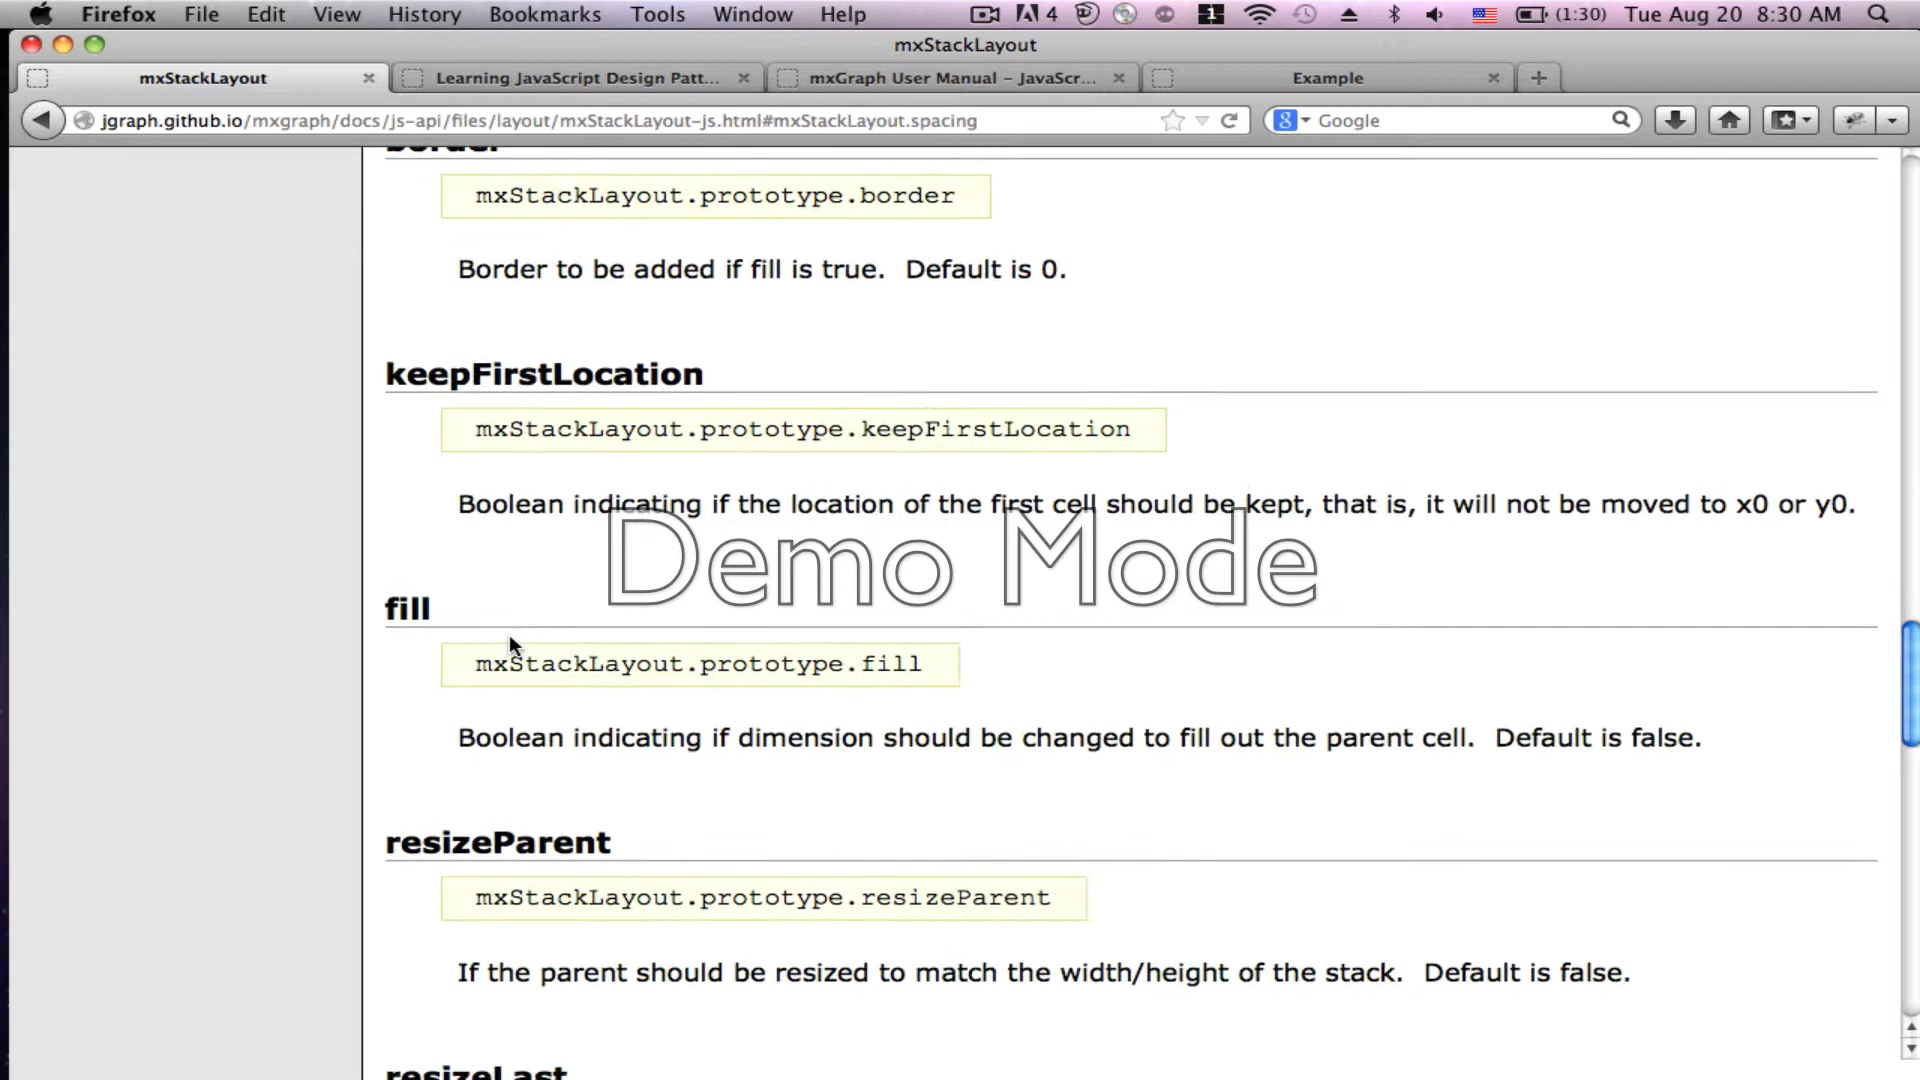 Firefox File Edit View History Bookmarks Tools Window Help 4 1 (1:30) Tue Aug 20 8:30 AM
mxStackLayout
mxStackLayout Learning JavaScript Design Patt... mxGraph User Manual – JavaScr... Example
jgraph.github.io/mxgraph/docs/js-api/files/layout/mxStackLayout-js.html#mxStackLayout.spacing Google
border
mxStackLayout.prototype.border
Border to be added if fill is true. Default is 0.
keepFirstLocation
mxStackLayout.prototype.keepFirstLocation
Boolean indicating if the location of the first cell should be kept, that is, it will not be moved to x0 or y0.
Demo Mode
fill
mxStackLayout.prototype.fill
Boolean indicating if dimension should be changed to fill out the parent cell. Default is false.
resizeParent
mxStackLayout.prototype.resizeParent
If the parent should be resized to match the width/height of the stack. Default is false.
resizeLast